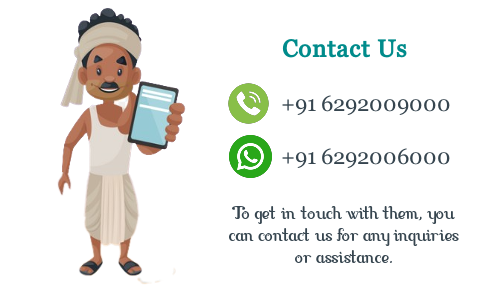 Contact Us
+91 6292009000
+91 6292006000
To get in touch with them, you
can contact us for any inquiries
or assistance.